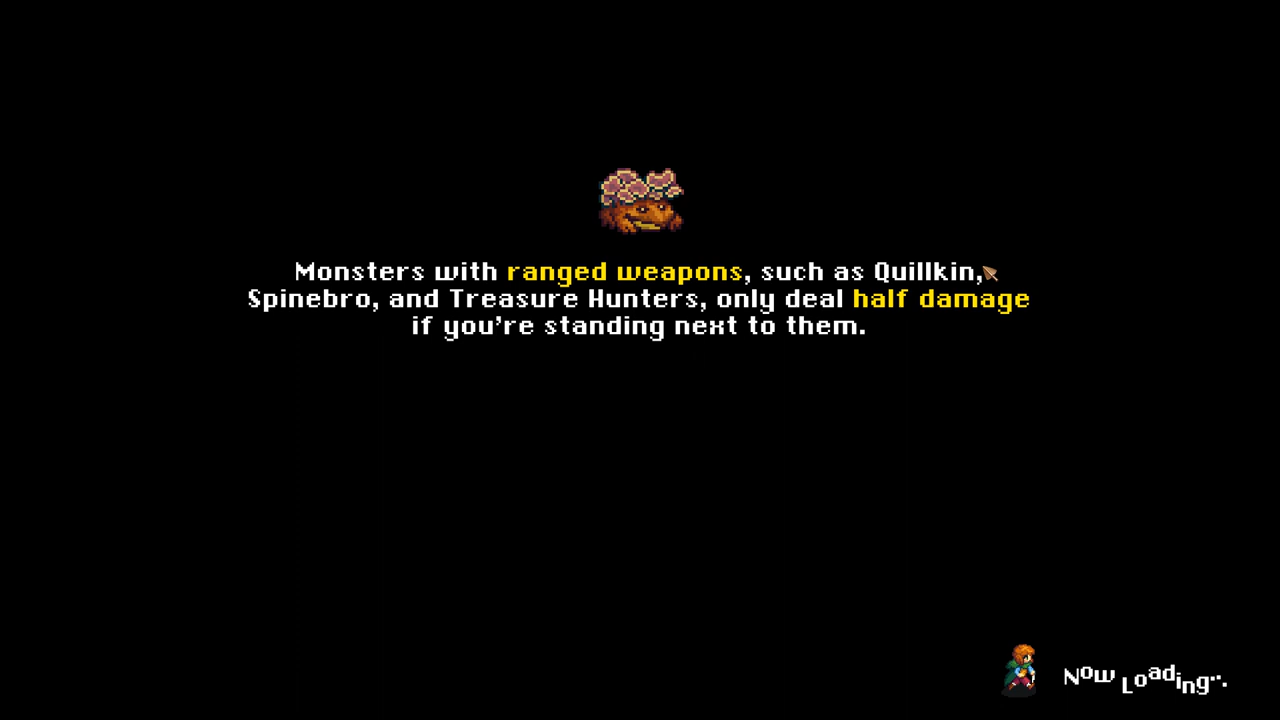 Monsters with ranged weapons, such as Quillkin,
Spinebro, and Treasure Hunters, only deal half damage
if you're standing next to them.
Now Loading...